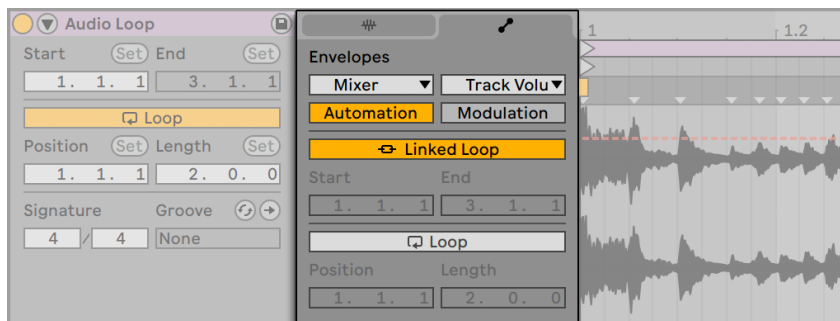 Audio Loop
Start Set End Set
1. 1. 1 3. 1. 1
Loop
Position Set Length Set
1. 1. 1 2. 0. 0
Signature Groove
4 / 4 None
Envelopes
Mixer Track Volu
Automation Modulation
Linked Loop
Start End
1. 1. 1 3. 1. 1
Loop
Position Length
1. 1. 1 2. 0. 0
1 1.2